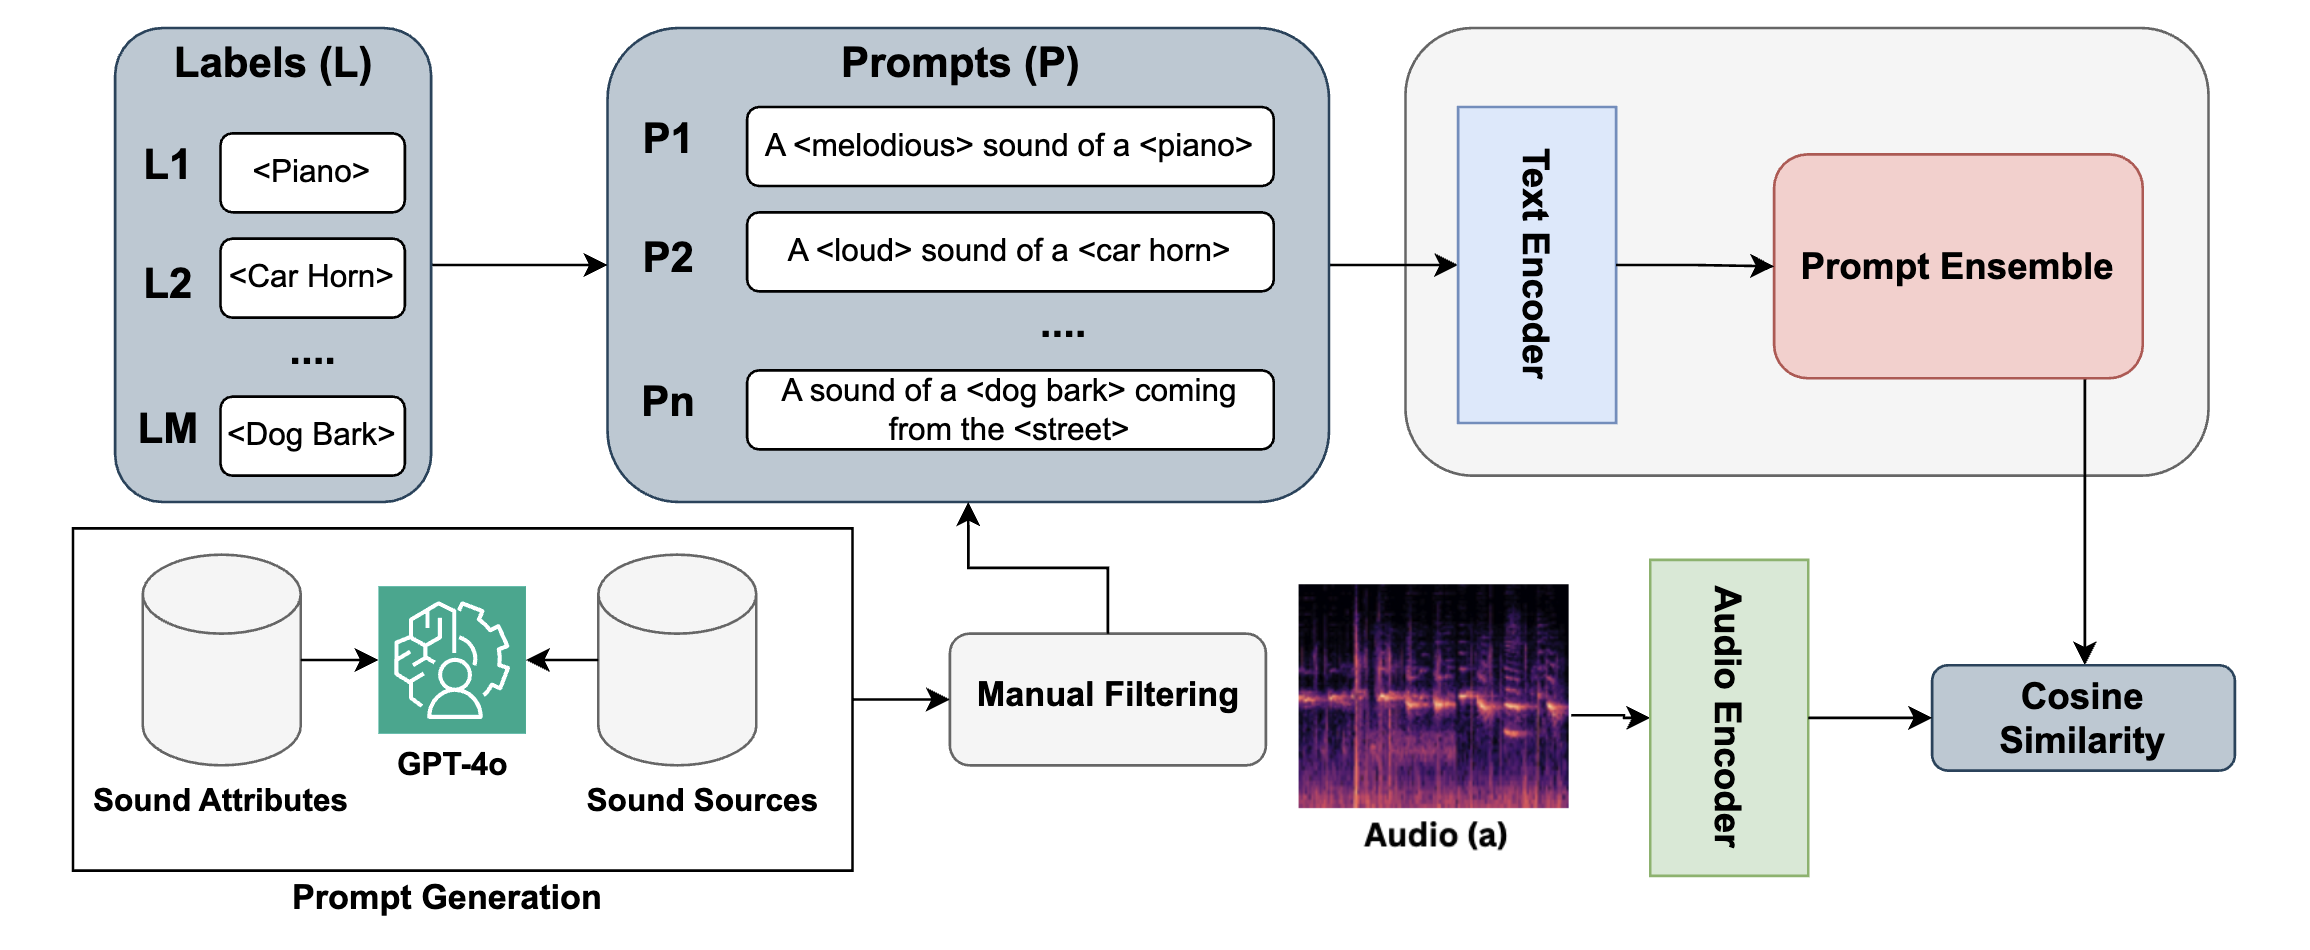 Labels (L)
L1
<Piano>
L2
<Car Horn>
....
LM
<Dog Bark>
Prompts (P)
P1
A <melodious> sound of a <piano>
P2
A <loud> sound of a <car horn>
....
Pn
A sound of a <dog bark> coming
from the <street>
Text Encoder
Prompt Ensemble
Sound Attributes
GPT-4o
Sound Sources
Prompt Generation
Manual Filtering
Audio (a)
Audio Encoder
Cosine
Similarity